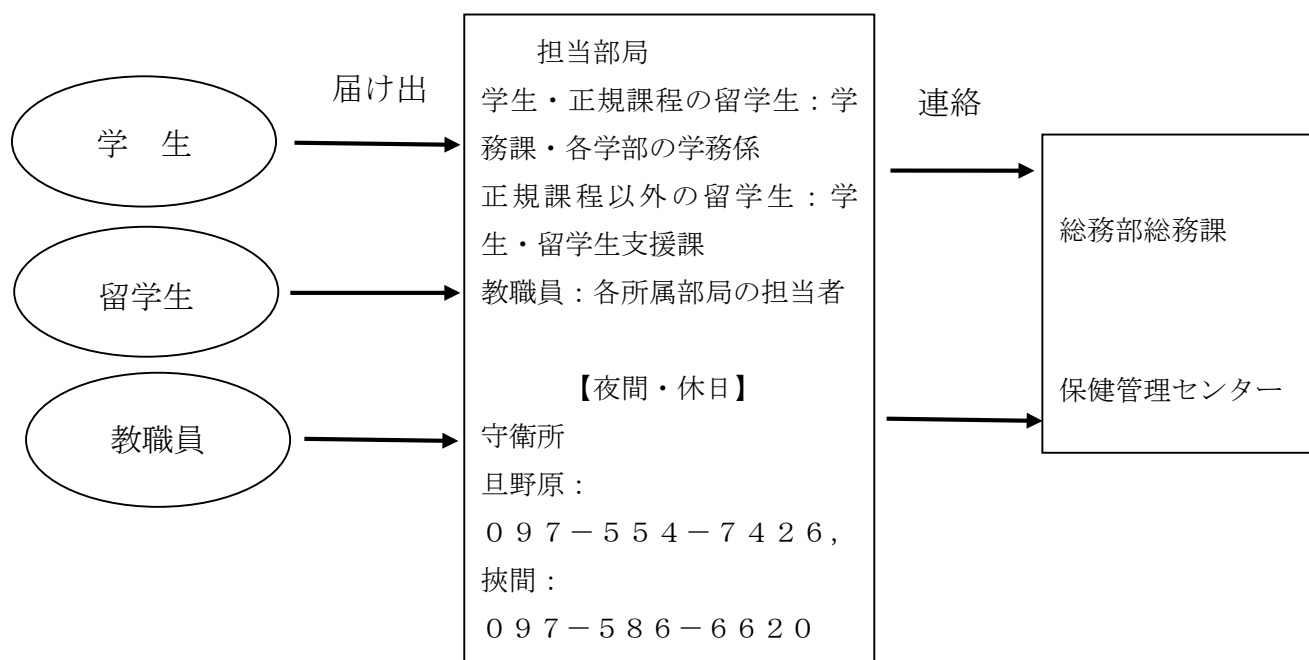 学　生
留学生
教職員
届け出
担当部局
学生・正規課程の留学生：学
務課・各学部の学務係
正規課程以外の留学生：学
生・留学生支援課
教職員：各所属部局の担当者
【夜間・休日】
守衛所
旦野原：
０９７－５５４－７４２６，
挾間：
０９７－５８６－６６２０
連絡
総務部総務課
保健管理センター